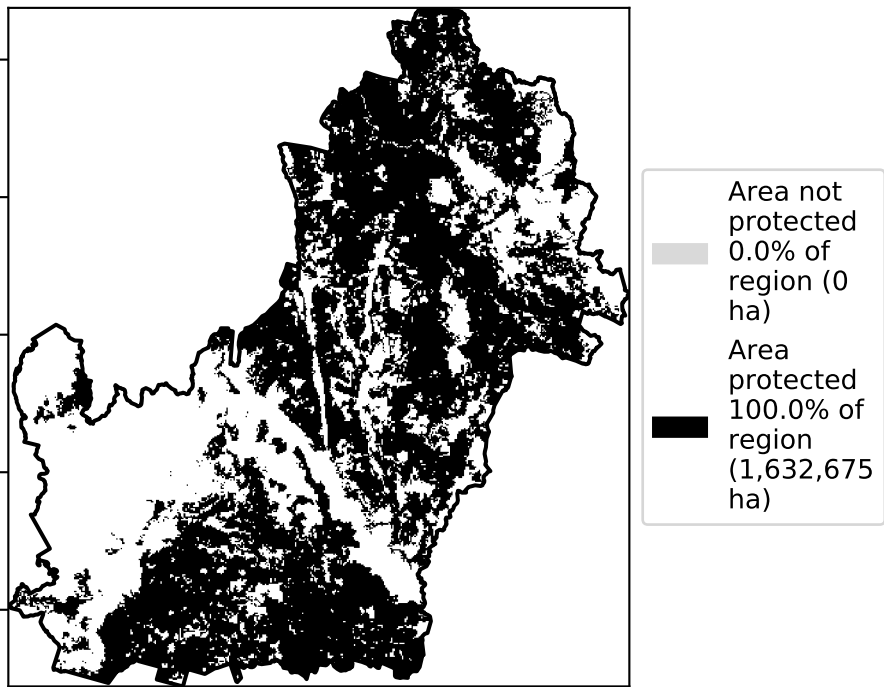 Area not
protected
0.0% of
region (0
ha)
Area
protected
100.0% of
region
(1,632,675
ha)